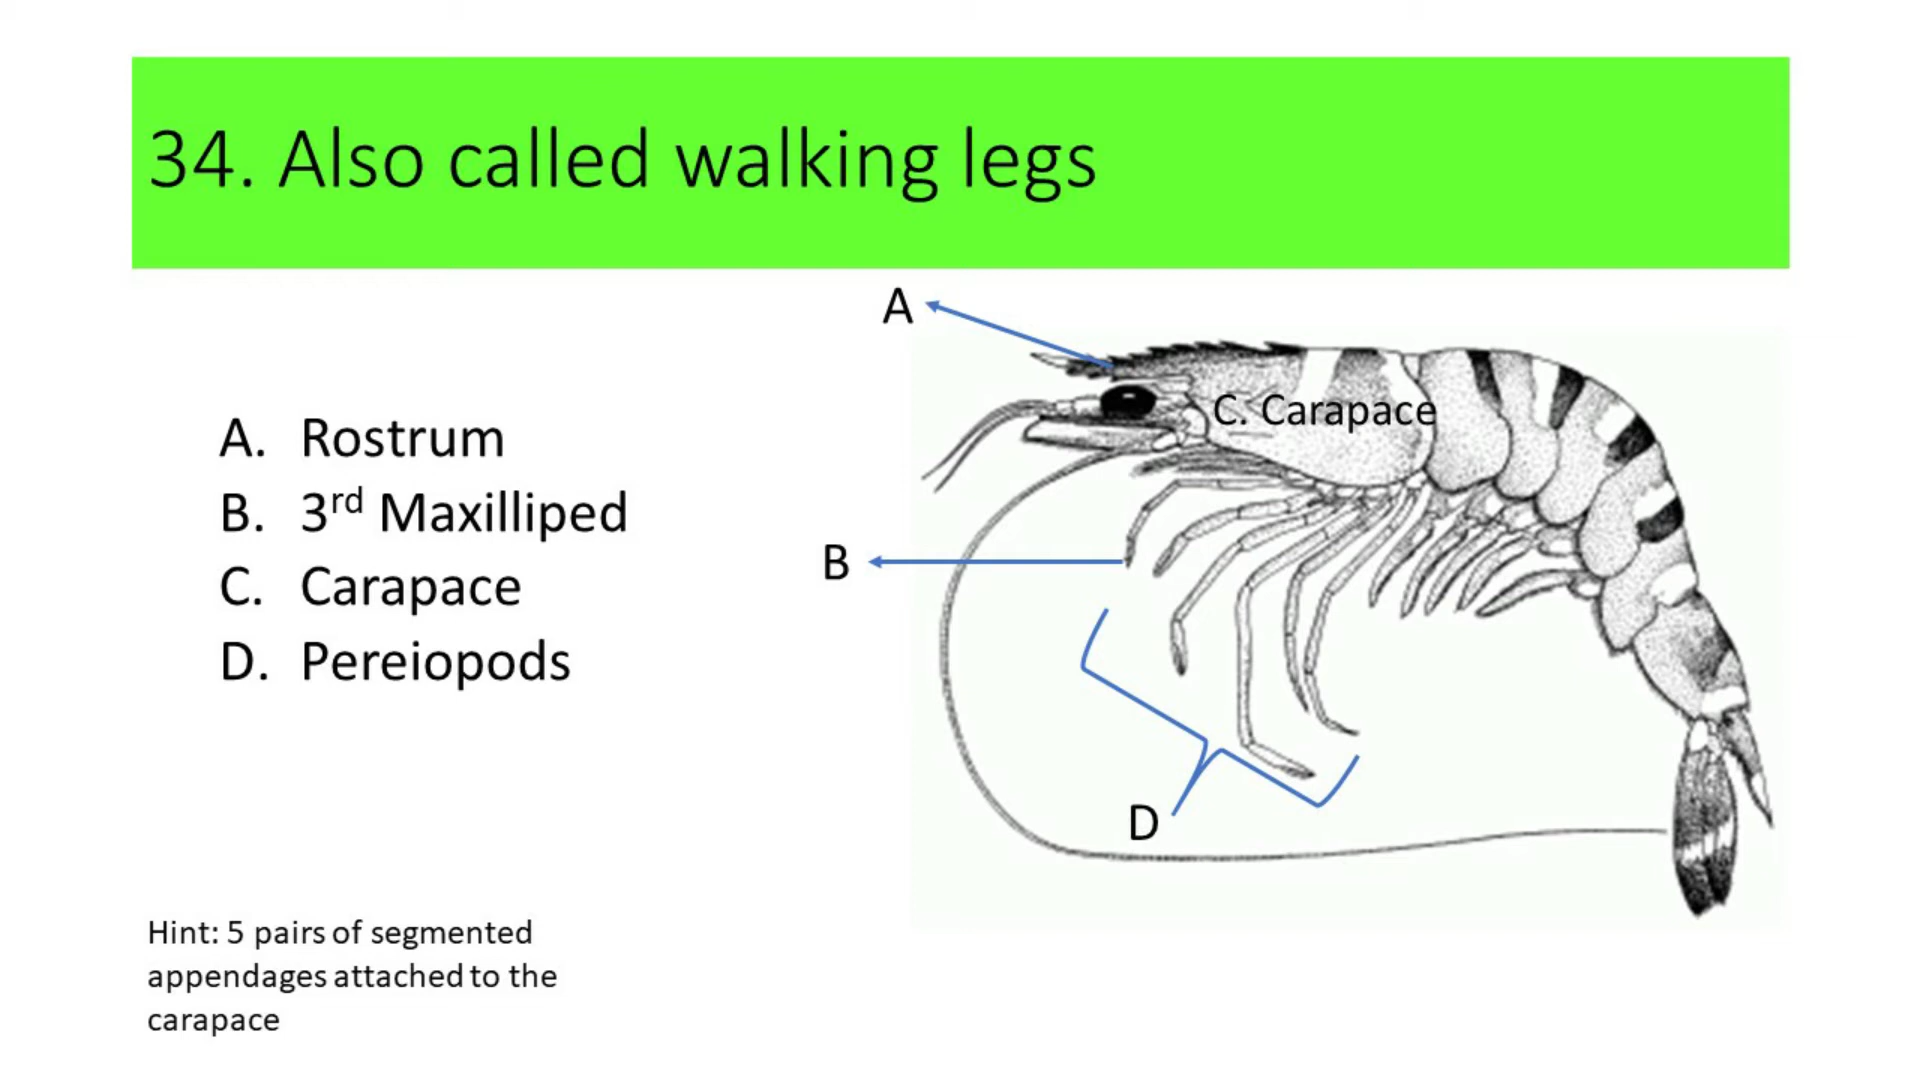 34. Also called walking legs
A
C. Carapace
A. Rostrum
B. 3rd Maxilliped
B
C. Carapace
D. Pereiopods
D
Hint: 5 pairs of segmented
appendages attached to the
carapace